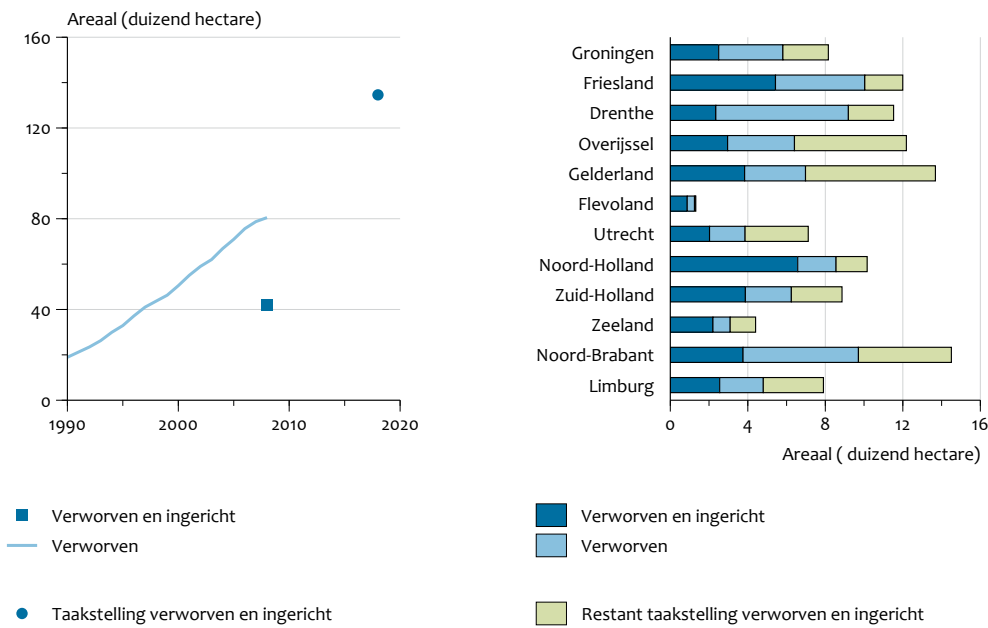 Areaal (duizend hectare)
160
120
80
40
0
1990
2000
2010
2020
Verworven en ingericht
Verworven
Taakstelling verworven en ingericht
Groningen
Friesland
Drenthe
Overijssel
Gelderland
Flevoland
Utrecht
Noord-Holland
Zuid-Holland
Zeeland
Noord-Brabant
Limburg
0
4
8
12
16
Areaal ( duizend hectare)
Verworven en ingericht
Verworven
Restant taakstelling verworven en ingericht